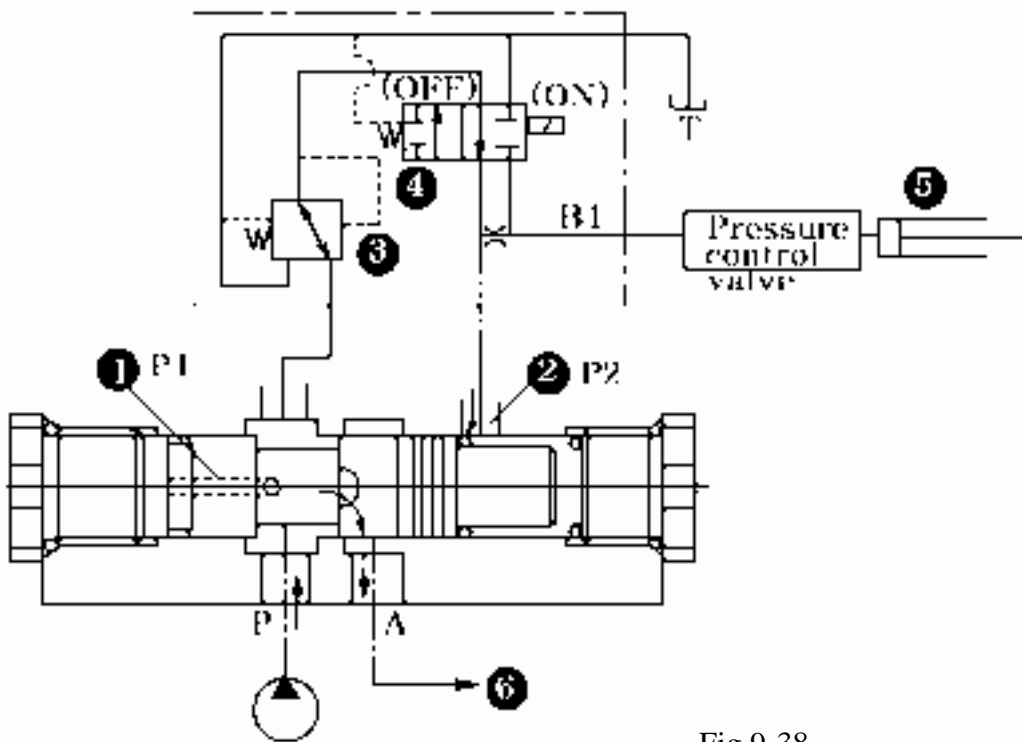 (OFF)
(ON)
T
W
4
5
B1
Pressure
control
valve
W
3
1 P1
2 P2
P
A
6
Fig 9-38